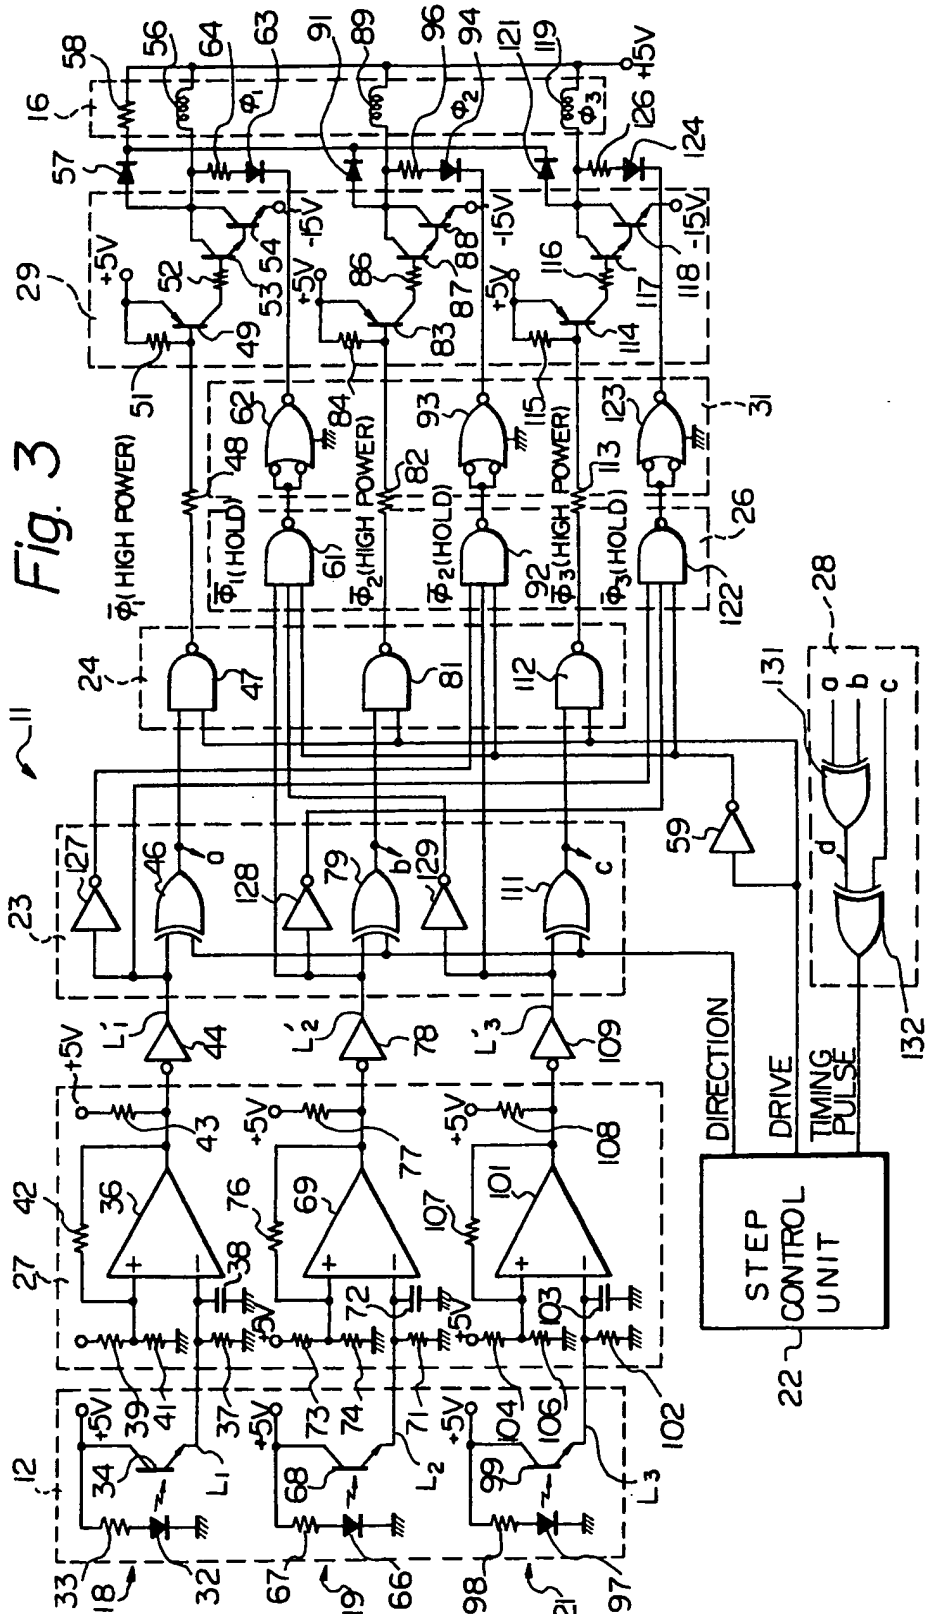 Fig. 3
11
16
58
56
64
63
91
89
96
94
121
119
57
φ1
φ2
φ3
126
124
+5V
29
+5V
52
54
-15V
51
49
53
+5V
86
88
-15V
84
83
87
+5V
116
118
-15V
115
114
117
φ̅1(HIGH POWER)
48
62
φ̅2(HIGH POWER)
82
93
φ̅3(HIGH POWER)
113
123
31
φ̅1(HOLD)
61
φ̅2(HOLD)
92
φ̅3(HOLD)
122
26
24
47
81
112
23
127
46
a
128
79
b
129
111
c
59
131
28
a
b
c
d
132
L'1
44
L'2
78
L'3
109
DIRECTION
DRIVE
TIMING
PULSE
27
42
36
+5V
43
+
−
38
76
69
+5V
77
+
−
72
107
101
+5V
108
+
−
103
39
41
37
+5V
73
74
71
+5V
104
106
102
STEP
CONTROL
UNIT
22
12
+5V
34
L1
33
18
32
+5V
68
L2
67
19
66
+5V
99
L3
98
21
97